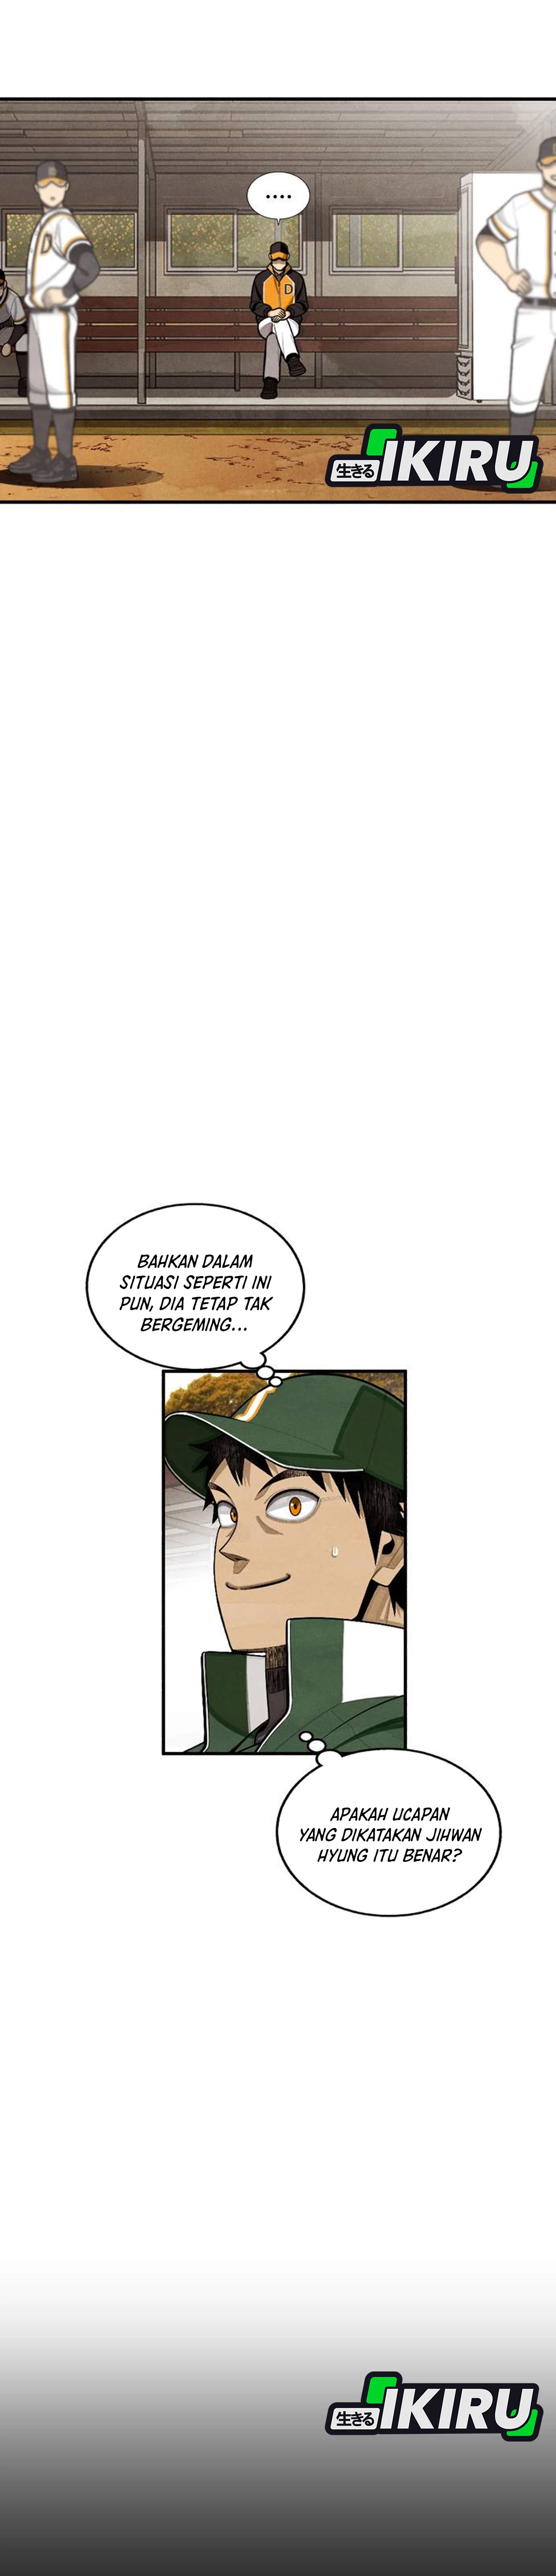 ....
D
D
生きる IKIRU
BAHKAN DALAM
SITUASI SEPERTI INI
PUN, DIA TETAP TAK
BERGEMING...
APAKAH UCAPAN
YANG DIKATAKAN JIHWAN
HYUNG ITU BENAR?
生きる IKIRU